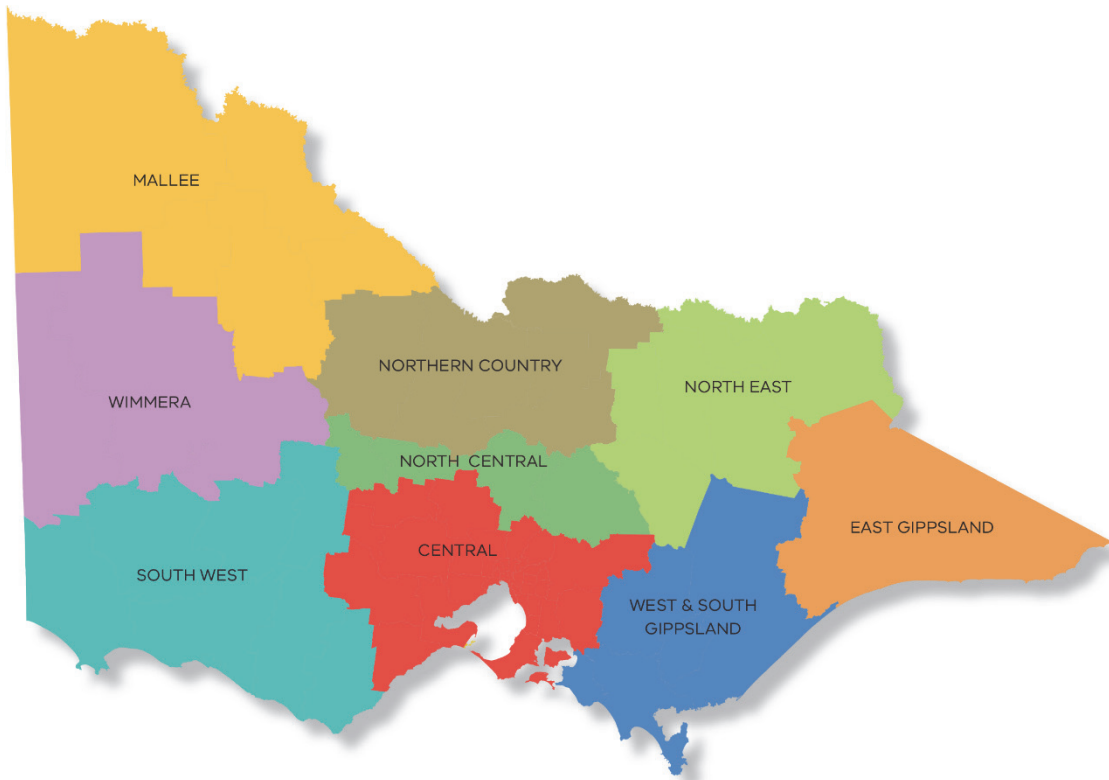 MALLEE
NORTHERN COUNTRY
NORTH EAST
WIMMERA
NORTH CENTRAL
EAST GIPPSLAND
CENTRAL
SOUTH WEST
WEST & SOUTH
GIPPSLAND